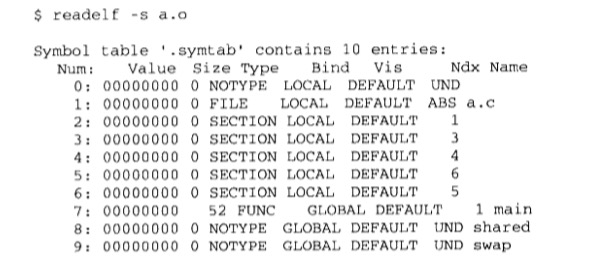 $ readelf -s a.o
Symbol table '.symtab' contains 10 entries:
Num: Value Size Type Bind Vis Ndx Name
0: 00000000 0 NOTYPE LOCAL DEFAULT UND
1: 00000000 0 FILE LOCAL DEFAULT ABS a.c
2: 00000000 0 SECTION LOCAL DEFAULT 1
3: 00000000 0 SECTION LOCAL DEFAULT 3
4: 00000000 0 SECTION LOCAL DEFAULT 4
5: 00000000 0 SECTION LOCAL DEFAULT 6
6: 00000000 0 SECTION LOCAL DEFAULT 5
7: 00000000 52 FUNC GLOBAL DEFAULT 1 main
8: 00000000 0 NOTYPE GLOBAL DEFAULT UND shared
9: 00000000 0 NOTYPE GLOBAL DEFAULT UND swap